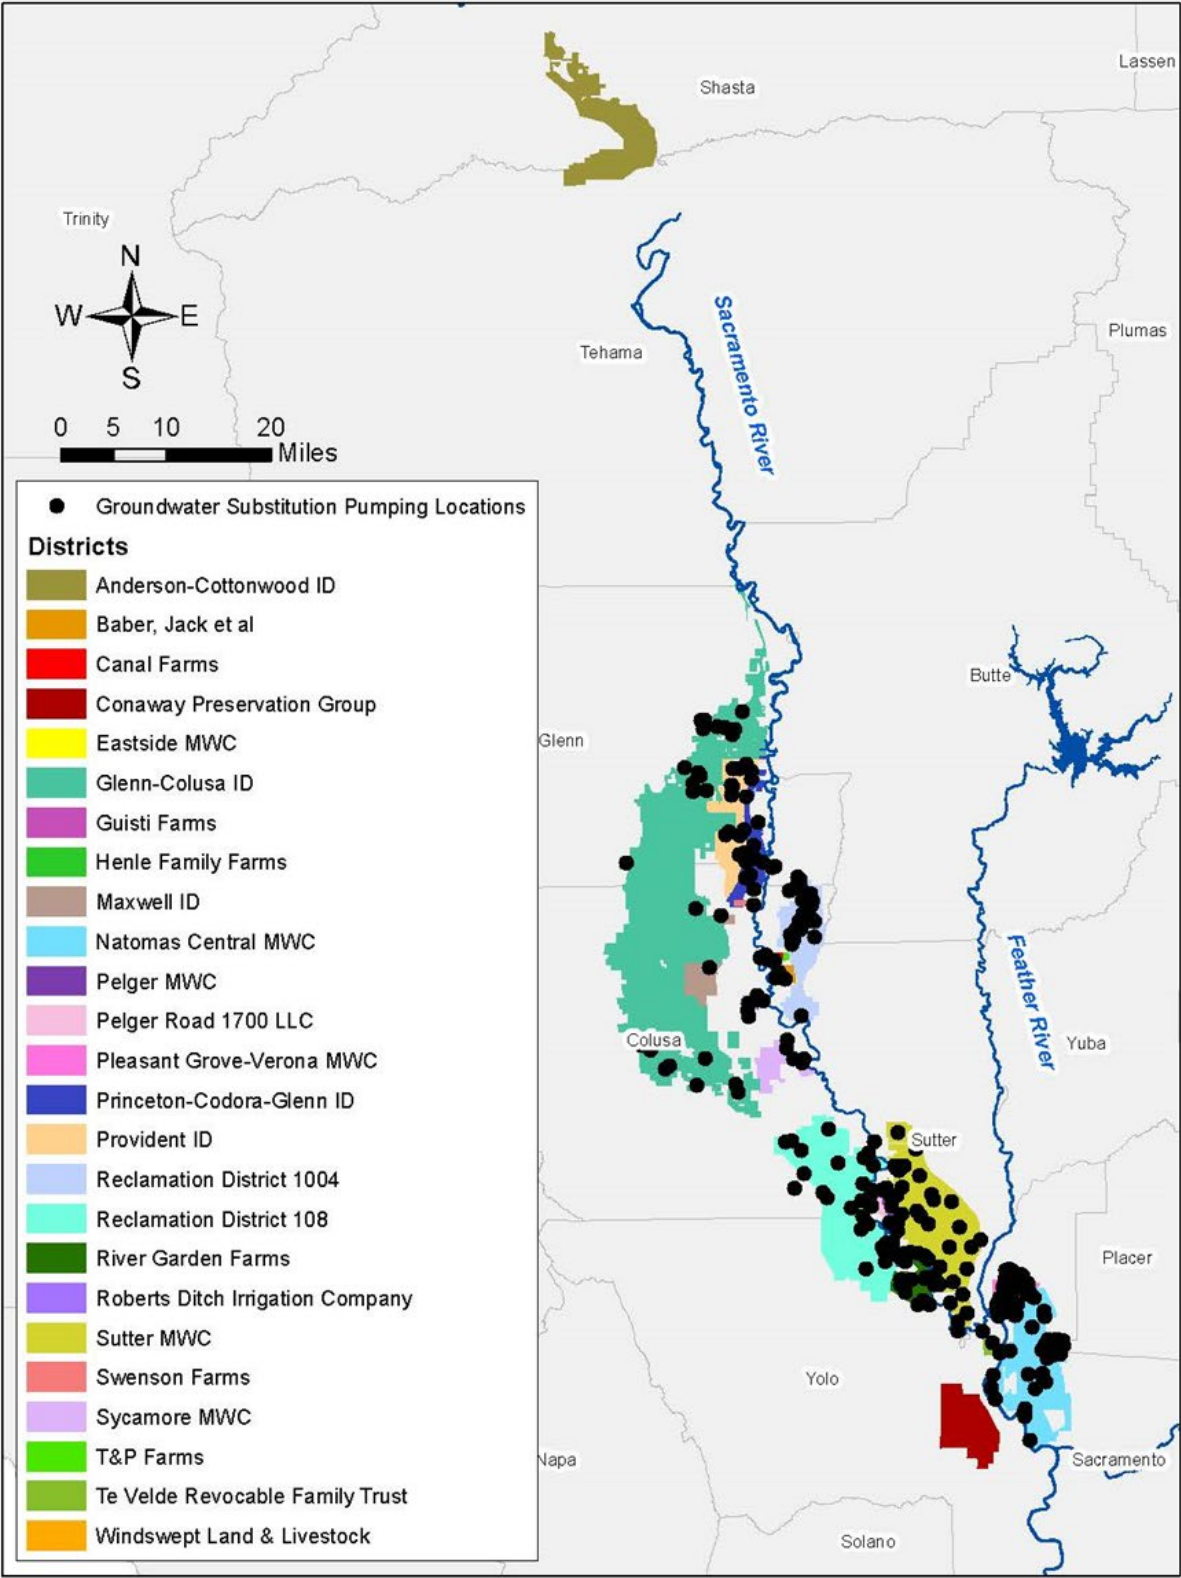 Lassen
Shasta
Trinity
N
W
E
S
Plumas
Tehama
Sacramento River
0 5 10 20
Miles
Groundwater Substitution Pumping Locations
Districts
Anderson-Cottonwood ID
Baber, Jack et al
Canal Farms
Conaway Preservation Group
Eastside MWC
Glenn-Colusa ID
Guisti Farms
Henle Family Farms
Maxwell ID
Natomas Central MWC
Pelger MWC
Pelger Road 1700 LLC
Pleasant Grove-Verona MWC
Princeton-Codora-Glenn ID
Provident ID
Reclamation District 1004
Reclamation District 108
River Garden Farms
Roberts Ditch Irrigation Company
Sutter MWC
Swenson Farms
Sycamore MWC
T&P Farms
Te Velde Revocable Family Trust
Windswept Land & Livestock
Butte
Glenn
Feather River
Colusa
Yuba
Sutter
Placer
Yolo
Napa
Sacramento
Solano